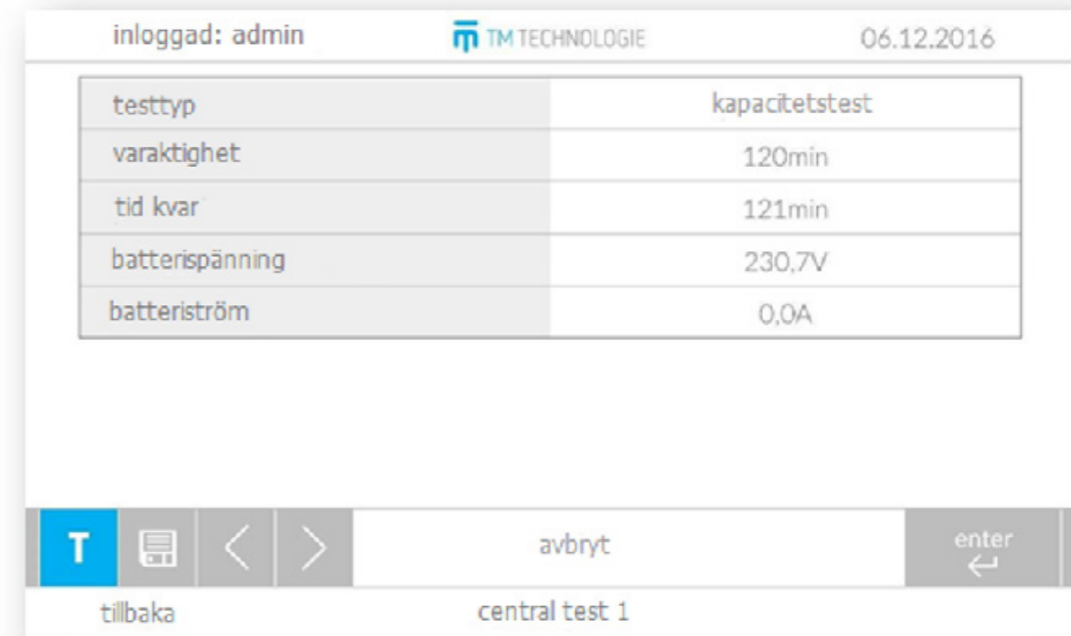 inloggad: admin TM TECHNOLOGIE 06.12.2016
testtyp kapacitetstest
varaktighet 120min
tid kvar 121min
batterispänning 230,7V
batteriström 0,0A
T avbryt enter
tillbaka central test 1